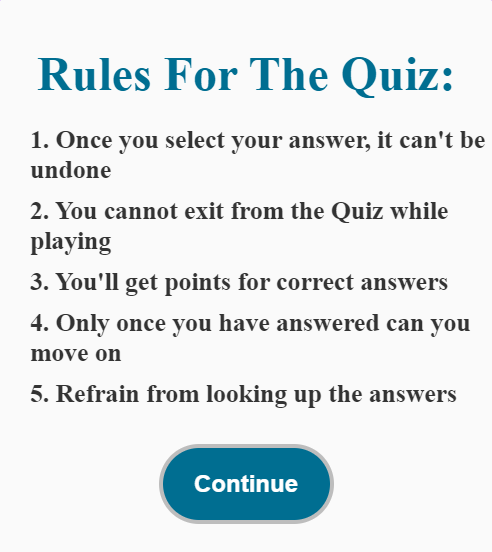 Rules For The Quiz:
1. Once you select your answer, it can't be
undone
2. You cannot exit from the Quiz while
playing
3. You'll get points for correct answers
4. Only once you have answered can you
move on
5. Refrain from looking up the answers
Continue